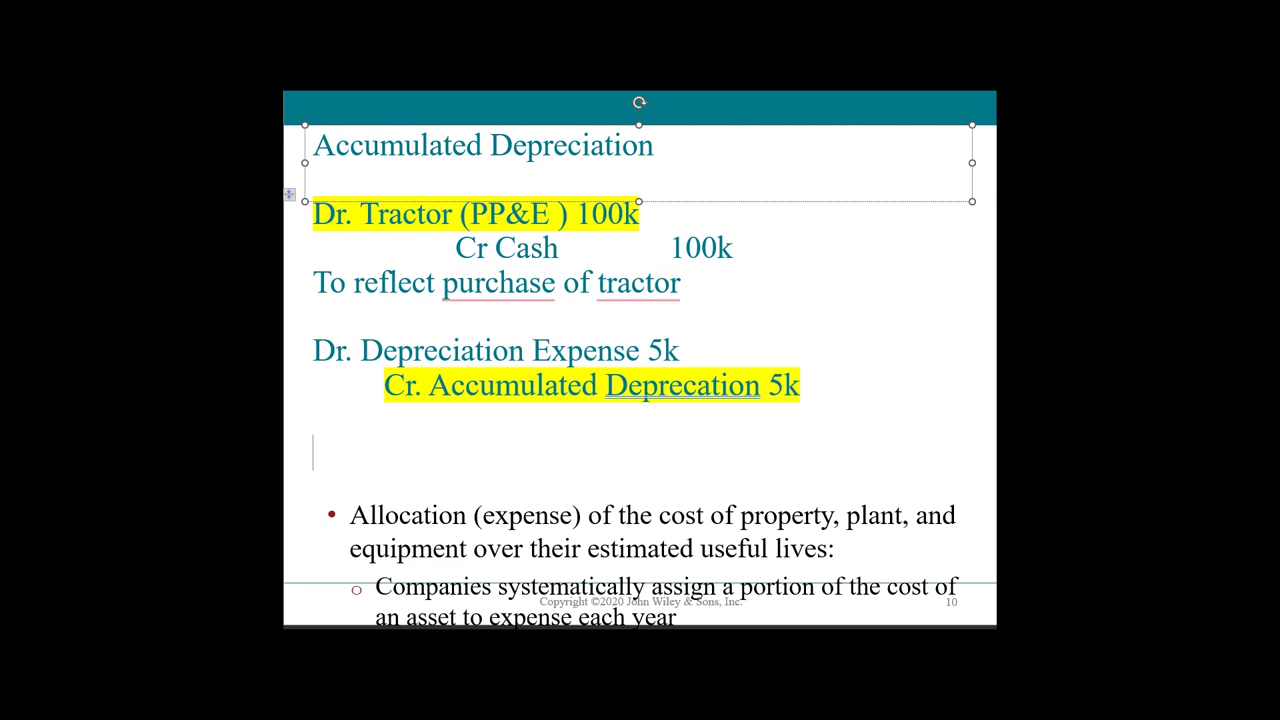 Accumulated Depreciation
Dr. Tractor (PP&E ) 100k
Cr Cash 100k
To reflect purchase of tractor
Dr. Depreciation Expense 5k
Cr. Accumulated Deprecation 5k
• Allocation (expense) of the cost of property, plant, and
equipment over their estimated useful lives:
o Companies systematically assign a portion of the cost of
Copyright ©2020 John Wiley & Sons, Inc. 10
an asset to expense each year